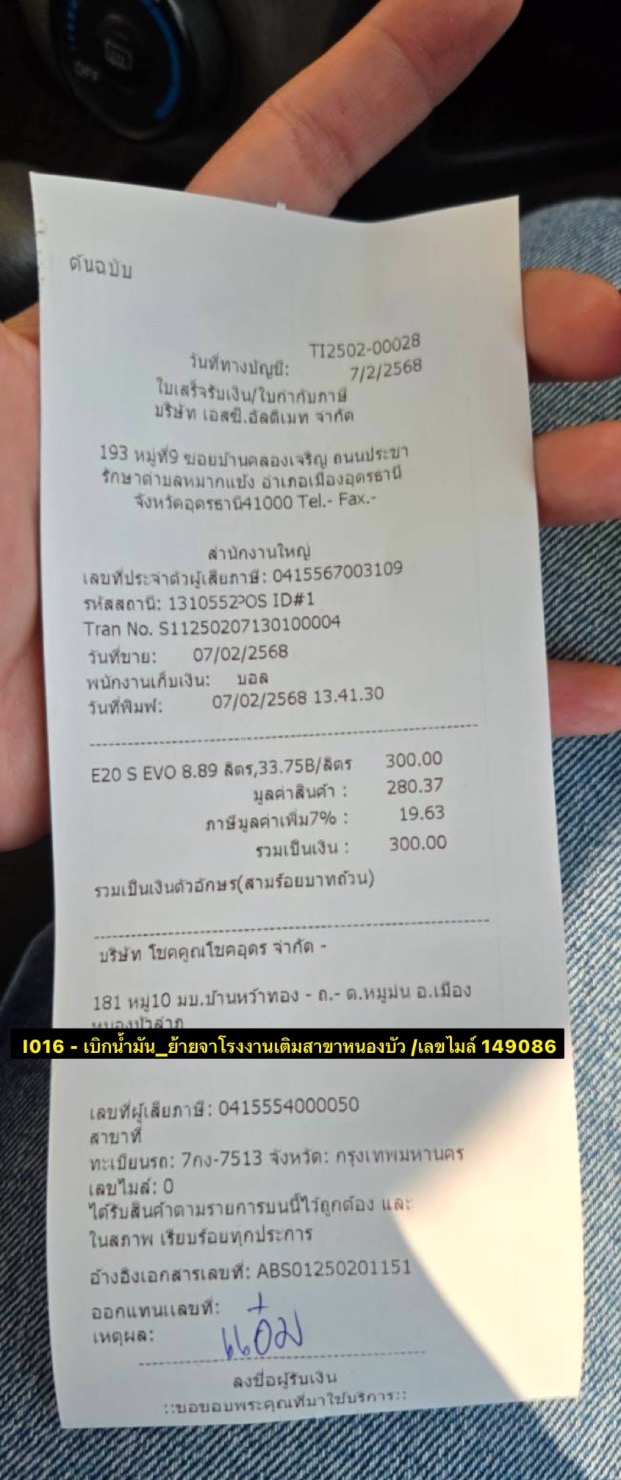 ต้นฉบับ
TI2502-00028
วันที่ทางบัญชี: 7/2/2568
ใบเสร็จรับเงิน/ใบกำกับภาษี
บริษัท เอสซี.อัลติเมท จำกัด
193 หมู่ที่9 ซอยบ้านคลองเจริญ ถนนประชา
รักษาตำบลหมากแข้ง อำเภอเมืองอุดรธานี
จังหวัดอุดรธานี41000 Tel.- Fax.-
สำนักงานใหญ่
เลขที่ประจำตัวผู้เสียภาษี: 0415567003109
รหัสสถานี: 1310552POS ID#1
Tran No. S11250207130100004
วันที่ขาย: 07/02/2568
พนักงานเก็บเงิน: บอล
วันที่พิมพ์: 07/02/2568 13.41.30
E20 S EVO 8.89 ลิตร,33.75B/ลิตร 300.00
มูลค่าสินค้า : 280.37
ภาษีมูลค่าเพิ่ม7% : 19.63
รวมเป็นเงิน : 300.00
รวมเป็นเงินตัวอักษร(สามร้อยบาทถ้วน)
บริษัท โชคคูณโชคอุดร จำกัด -
181 หมู่10 มบ.บ้านหว้าทอง - ถ.- ต.หมูม่น อ.เมือง
I016 - เบิกน้ำมัน_ย้ายจาโรงงานเติมสาขาหนองบัว /เลขไมล์ 149086
เลขที่ผู้เสียภาษี: 0415554000050
สาขาที่
ทะเบียนรถ: 7กง-7513 จังหวัด: กรุงเทพมหานคร
เลขไมล์: 0
ได้รับสินค้าตามรายการบนนี้ไว้ถูกต้อง และ
ในสภาพ เรียบร้อยทุกประการ
อ้างอิงเอกสารเลขที่: ABS01250201151
ออกแทนเลขที่:
เหตุผล:
แอ๋ม
ลงชื่อผู้รับเงิน
::ขอขอบพระคุณที่มาใช้บริการ::